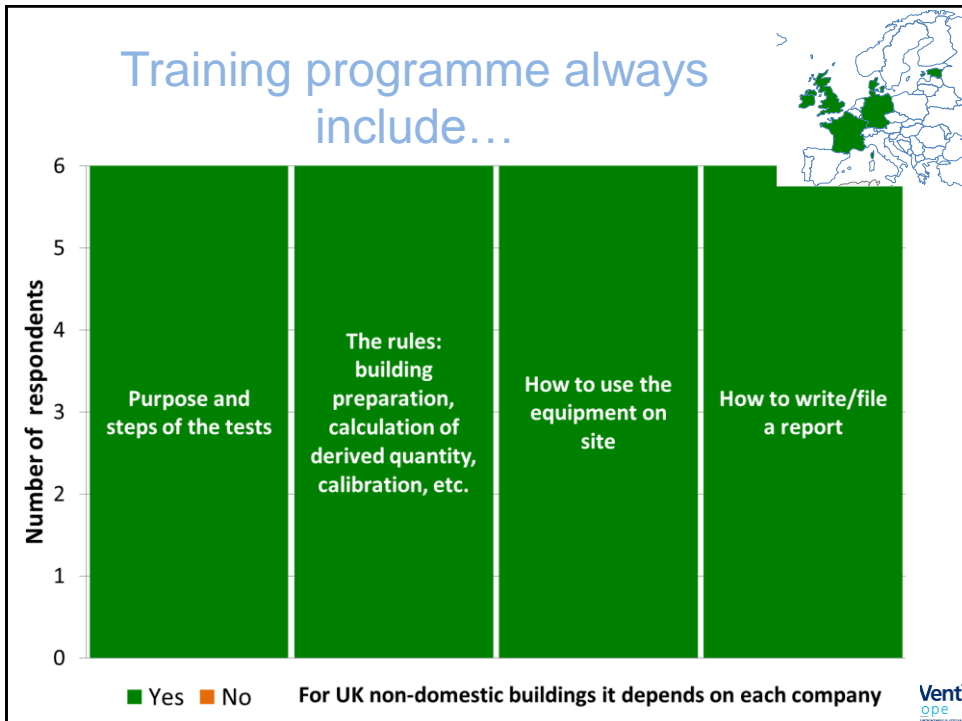 Training programme always
include…
Number of respondents
6
5
4
3
2
1
0
Purpose and
steps of the tests
The rules:
building
preparation,
calculation of
derived quantity,
calibration, etc.
How to use the
equipment on
site
How to write/file
a report
Yes No
For UK non-domestic buildings it depends on each company
Venti
ope